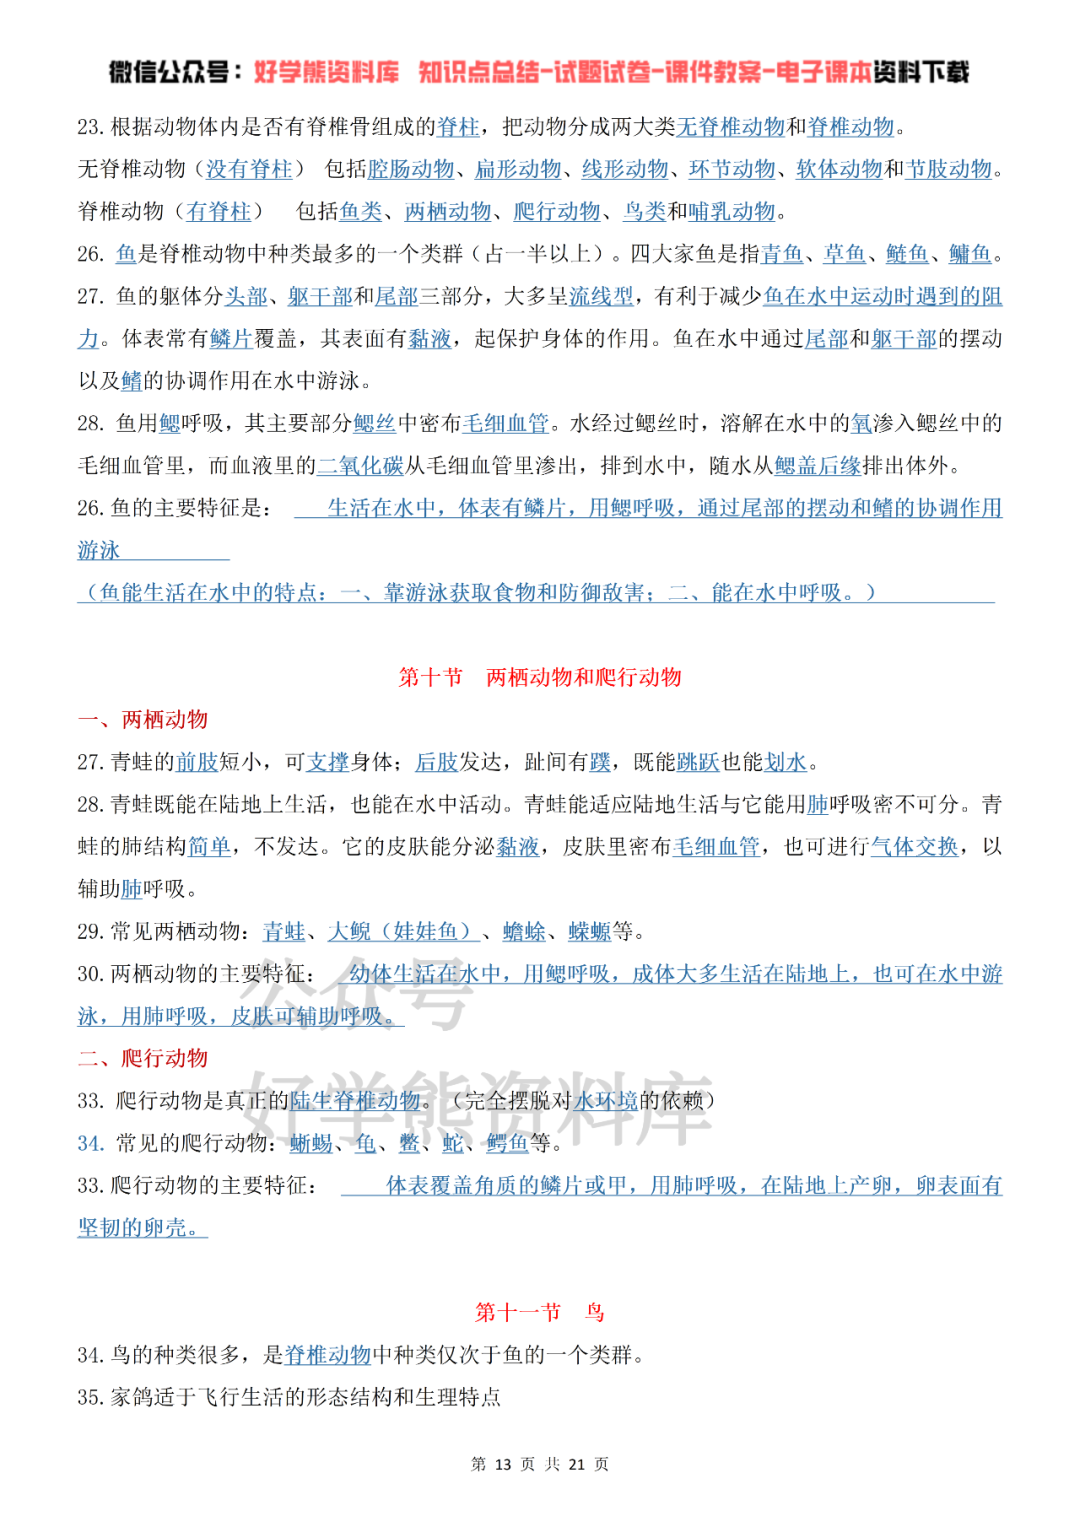 微信公众号：好学熊资料库 知识点总结-试题试卷-课件教案-电子课本资料下载
23.根据动物体内是否有脊椎骨组成的脊柱，把动物分成两大类无脊椎动物和脊椎动物。
无脊椎动物（没有脊柱） 包括腔肠动物、扁形动物、线形动物、环节动物、软体动物和节肢动物。
脊椎动物（有脊柱） 包括鱼类、两栖动物、爬行动物、鸟类和哺乳动物。
26. 鱼是脊椎动物中种类最多的一个类群（占一半以上）。四大家鱼是指青鱼、草鱼、鲢鱼、鳙鱼。
27. 鱼的躯体分头部、躯干部和尾部三部分，大多呈流线型，有利于减少鱼在水中运动时遇到的阻
力。体表常有鳞片覆盖，其表面有黏液，起保护身体的作用。鱼在水中通过尾部和躯干部的摆动
以及鳍的协调作用在水中游泳。
28. 鱼用鳃呼吸，其主要部分鳃丝中密布毛细血管。水经过鳃丝时，溶解在水中的氧渗入鳃丝中的
毛细血管里，而血液里的二氧化碳从毛细血管里渗出，排到水中，随水从鳃盖后缘排出体外。
26.鱼的主要特征是： 生活在水中，体表有鳞片，用鳃呼吸，通过尾部的摆动和鳍的协调作用
游泳
（鱼能生活在水中的特点：一、靠游泳获取食物和防御敌害；二、能在水中呼吸。）
第十节 两栖动物和爬行动物
一、两栖动物
27.青蛙的前肢短小，可支撑身体；后肢发达，趾间有蹼，既能跳跃也能划水。
28.青蛙既能在陆地上生活，也能在水中活动。青蛙能适应陆地生活与它能用肺呼吸密不可分。青
蛙的肺结构简单，不发达。它的皮肤能分泌黏液，皮肤里密布毛细血管，也可进行气体交换，以
辅助肺呼吸。
29.常见两栖动物：青蛙、大鲵（娃娃鱼）、蟾蜍、蝾螈等。
30.两栖动物的主要特征： 幼体生活在水中，用鳃呼吸，成体大多生活在陆地上，也可在水中游
泳，用肺呼吸，皮肤可辅助呼吸。
公众号
二、爬行动物
好学熊资料库
33. 爬行动物是真正的陆生脊椎动物。（完全摆脱对水环境的依赖）
34. 常见的爬行动物：蜥蜴、龟、鳖、蛇、鳄鱼等。
33.爬行动物的主要特征： 体表覆盖角质的鳞片或甲，用肺呼吸，在陆地上产卵，卵表面有
坚韧的卵壳。
第十一节 鸟
34.鸟的种类很多，是脊椎动物中种类仅次于鱼的一个类群。
35.家鸽适于飞行生活的形态结构和生理特点
第 13 页 共 21 页